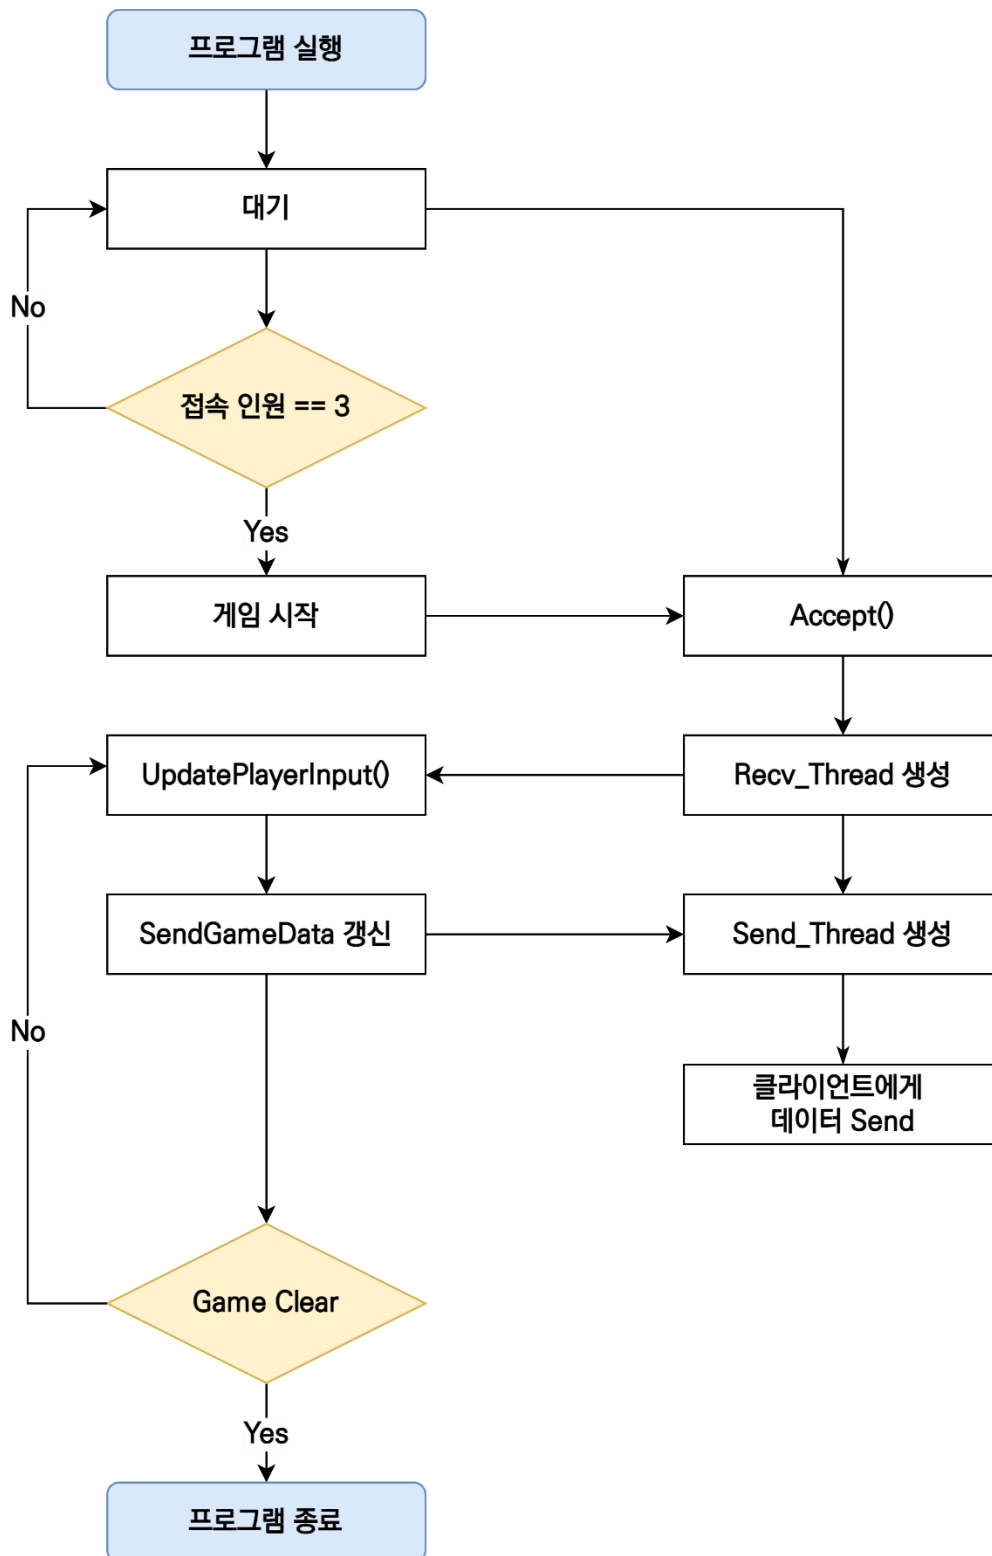 프로그램 실행
대기
No
접속 인원 == 3
Yes
게임 시작
Accept()
UpdatePlayerInput()
Recv_Thread 생성
SendGameData 갱신
Send_Thread 생성
No
클라이언트에게
데이터 Send
Game Clear
Yes
프로그램 종료